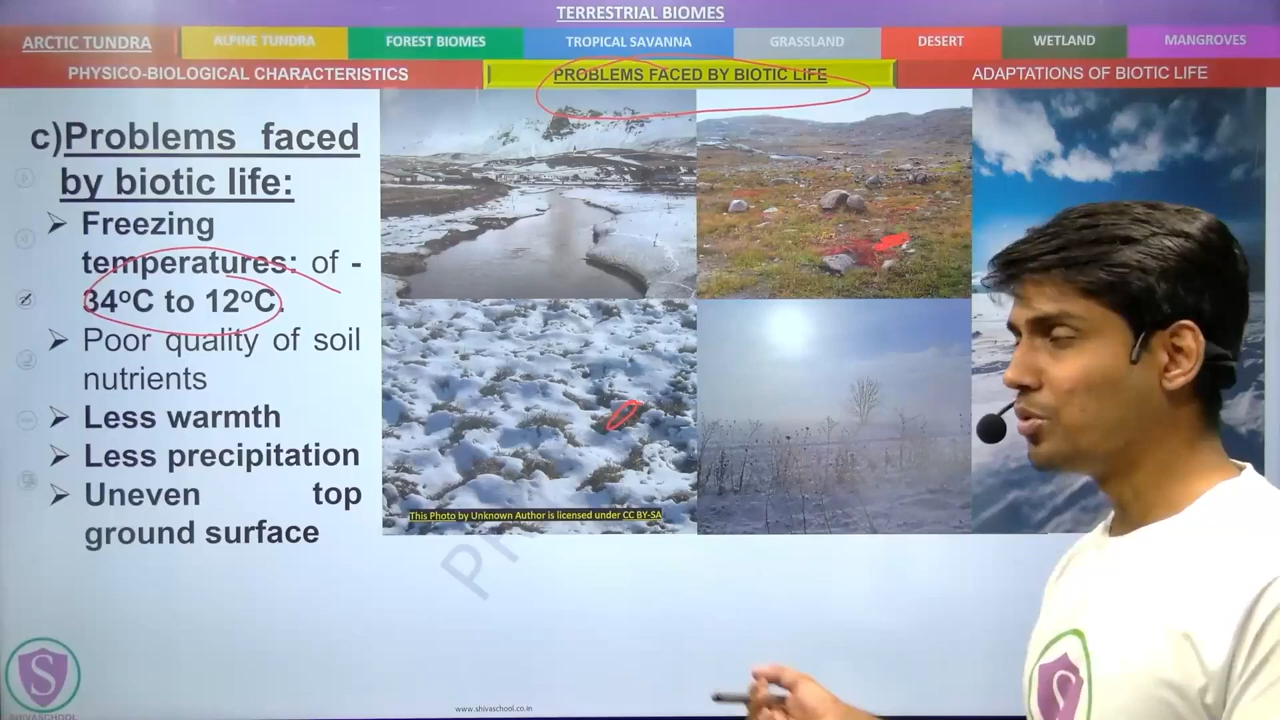 TERRESTRIAL BIOMES
ARCTIC TUNDRA ALPINE TUNDRA FOREST BIOMES TROPICAL SAVANNA GRASSLAND DESERT WETLAND MANGROVES
PHYSICO-BIOLOGICAL CHARACTERISTICS PROBLEMS FACED BY BIOTIC LIFE ADAPTATIONS OF BIOTIC LIFE
c)Problems faced
by biotic life:
➢ Freezing
temperatures: of -
34ºC to 12ºC.
➢ Poor quality of soil
nutrients
➢ Less warmth
➢ Less precipitation
➢ Uneven top
ground surface
This Photo by Unknown Author is licensed under CC BY-SA
S
SHIVASCHOOL
www.shivaschool.co.in
S